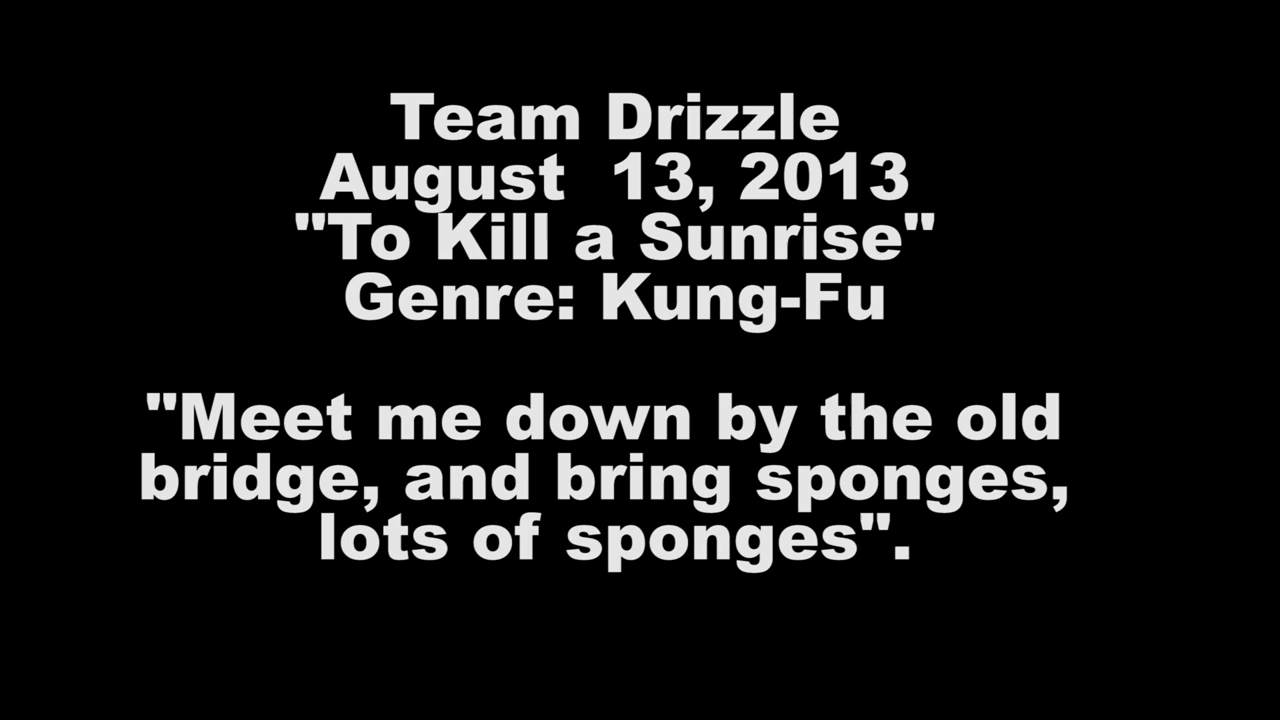 Team Drizzle
August  13, 2013
"To Kill a Sunrise"
Genre: Kung-Fu
"Meet me down by the old
bridge, and bring sponges,
lots of sponges".